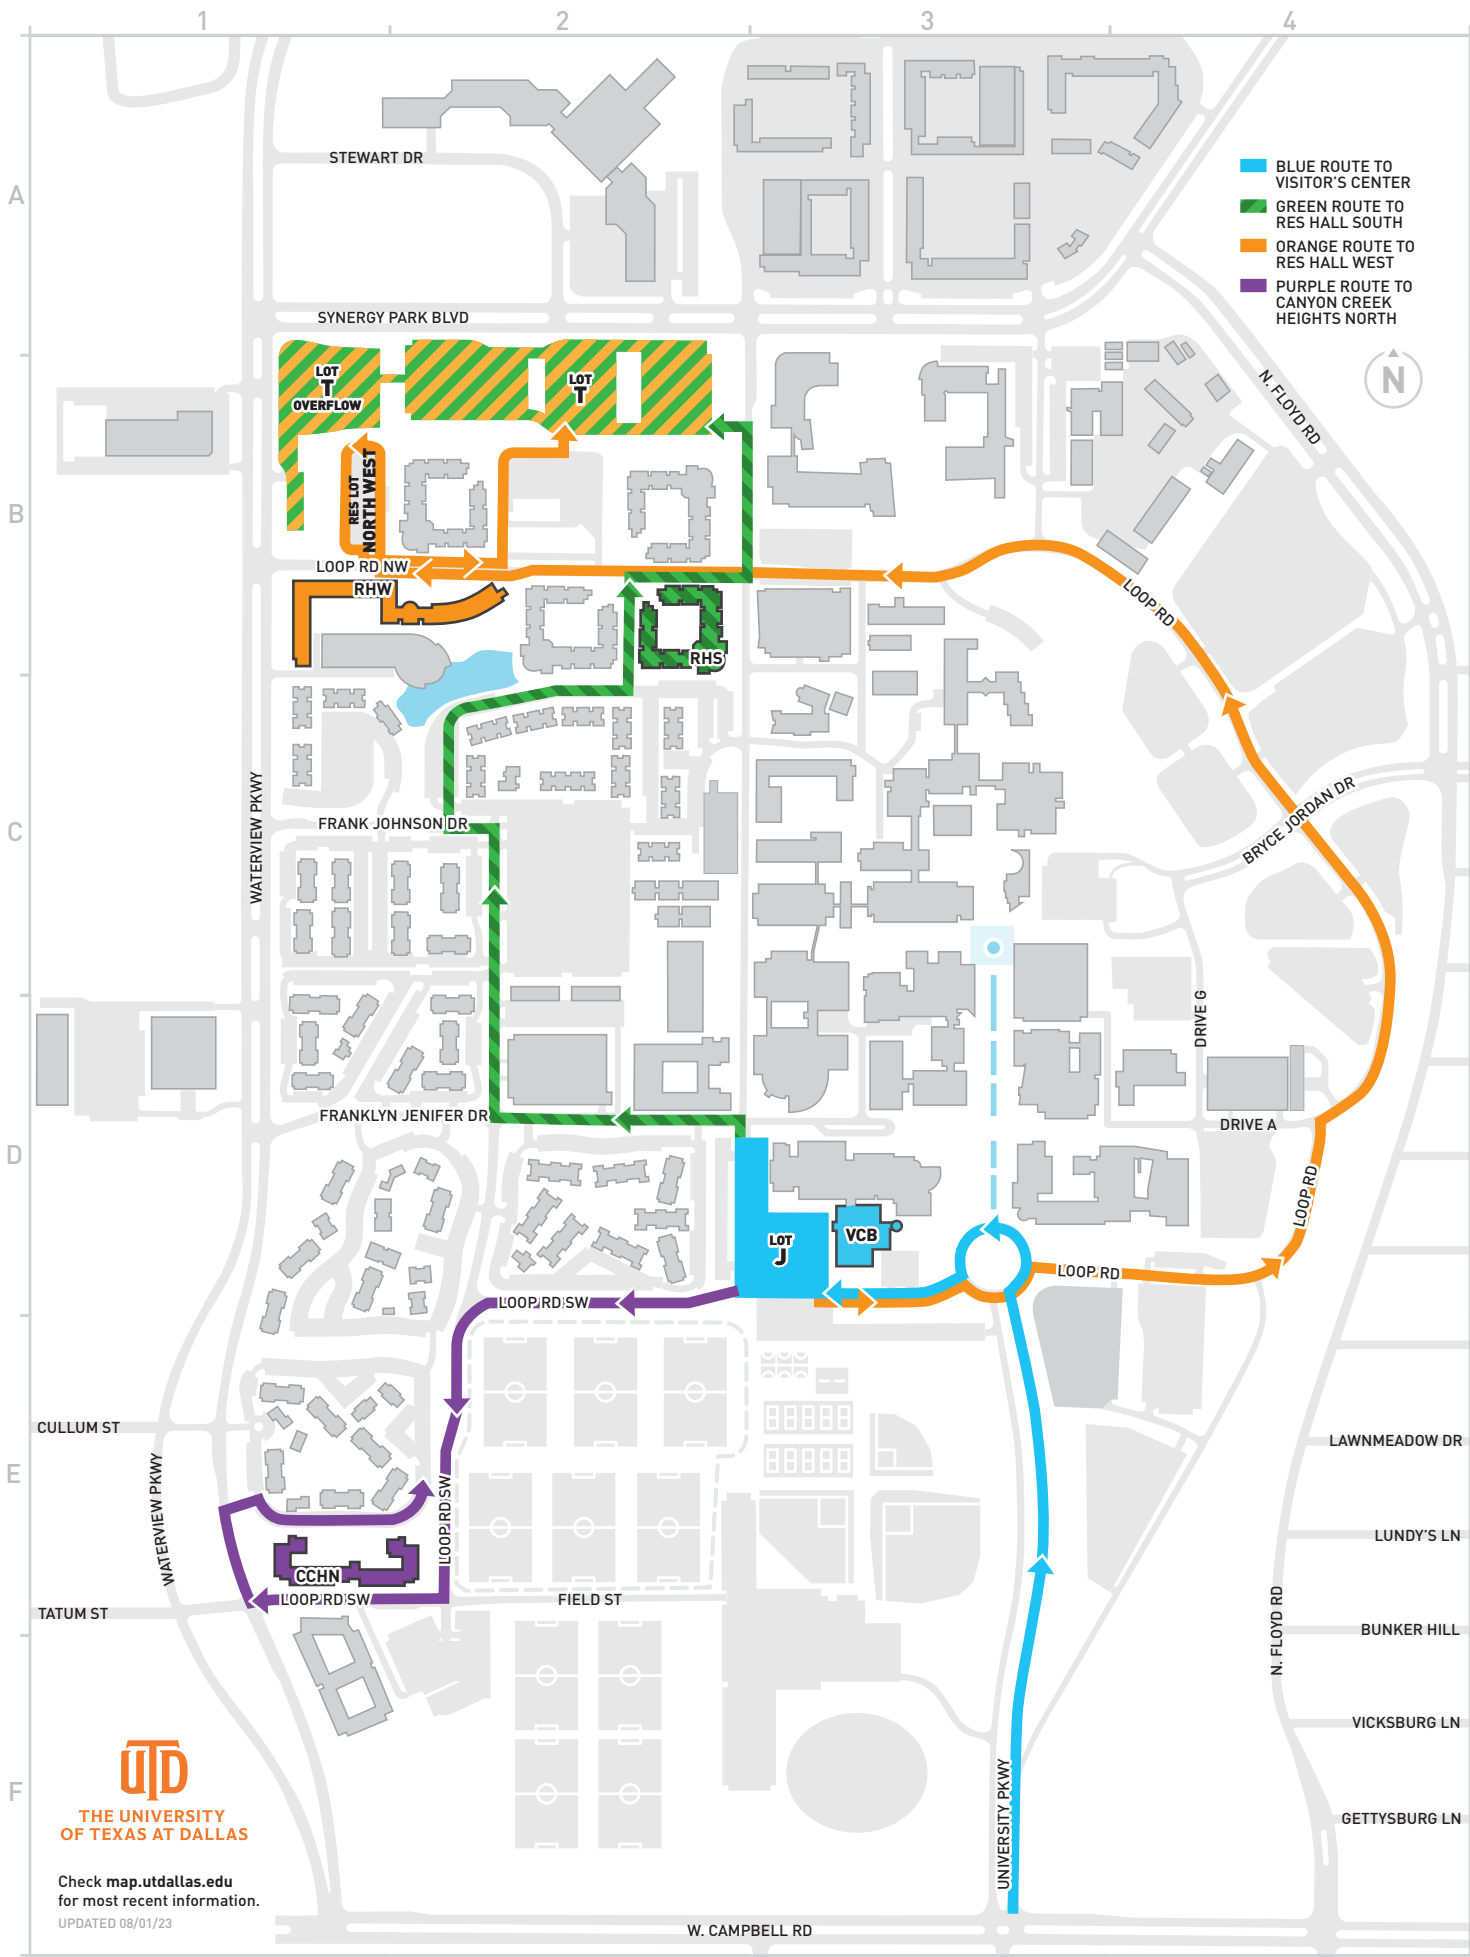 1
2
3
4
A
B
C
D
E
F
STEWART DR
SYNERGY PARK BLVD
BLUE ROUTE TO
VISITOR'S CENTER
GREEN ROUTE TO
RES HALL SOUTH
ORANGE ROUTE TO
RES HALL WEST
PURPLE ROUTE TO
CANYON CREEK
HEIGHTS NORTH
N
N. FLOYD RD
LOT
T
OVERFLOW
LOT
T
RES LOT
NORTH WEST
LOOP RD NW
RHW
RHS
LOOP RD
WATERVIEW PKWY
FRANK JOHNSON DR
BRYCE JORDAN DR
DRIVE G
FRANKLYN JENIFER DR
DRIVE A
LOOP RD
LOT
J
VCB
LOOP RD
LOOP RD SW
CULLUM ST
WATERVIEW PKWY
LOOP RD SW
CCHN
LOOP RD SW
TATUM ST
FIELD ST
LAWNMEADOW DR
LUNDY'S LN
N. FLOYD RD
BUNKER HILL
VICKSBURG LN
GETTYSBURG LN
UNIVERSITY PKWY
W. CAMPBELL RD
UTD
THE UNIVERSITY
OF TEXAS AT DALLAS
Check map.utdallas.edu
for most recent information.
UPDATED 08/01/23